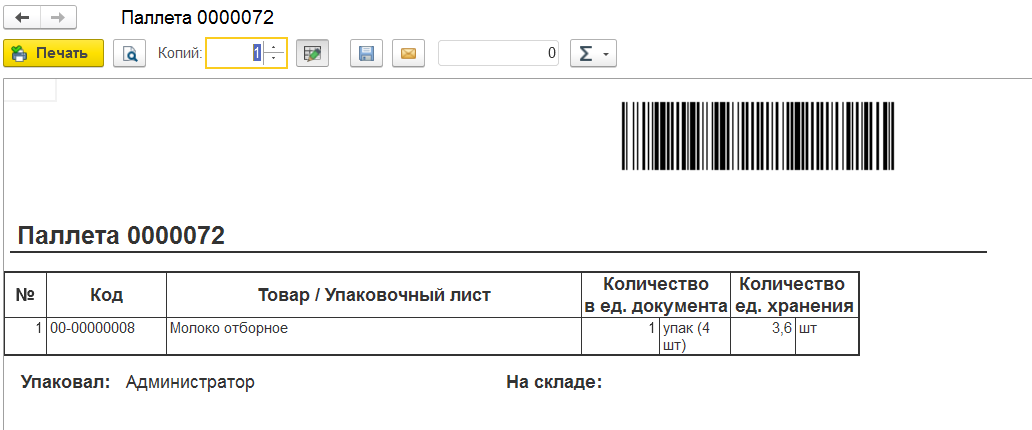 Паллета 0000072
Печать
Копий:
1
0
Σ
Паллета 0000072
№ Код Товар / Упаковочный лист Количество в ед. документа Количество ед. хранения
1 00-00000008 Молоко отборное 1 упак (4 шт) 3,6 шт
Упаковал: Администратор На складе: